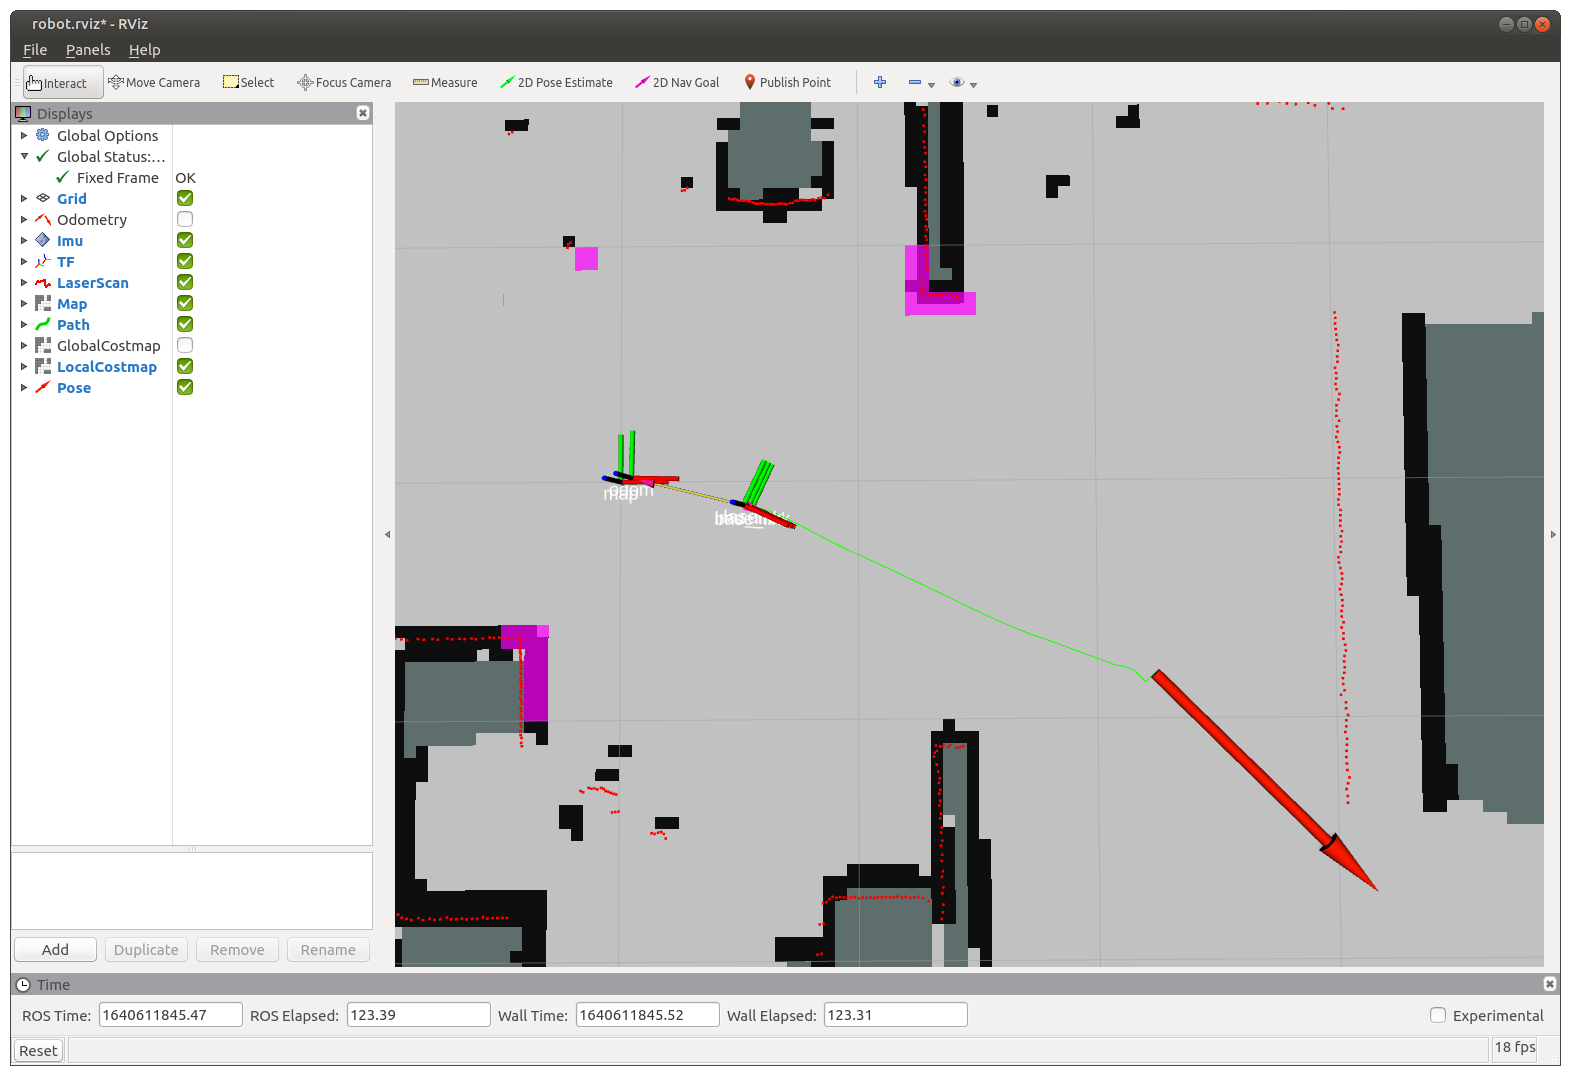 robot.rviz* - RViz
File Panels Help
Interact Move Camera Select Focus Camera Measure 2D Pose Estimate 2D Nav Goal Publish Point
Displays
Global Options
Global Status:...
Fixed Frame OK
Grid
Odometry
Imu
TF
LaserScan
Map
Path
GlobalCostmap
LocalCostmap
Pose
map odom
Add Duplicate Remove Rename
Time
ROS Time: 1640611845.47 ROS Elapsed: 123.39 Wall Time: 1640611845.52 Wall Elapsed: 123.31 Experimental
Reset 18 fps